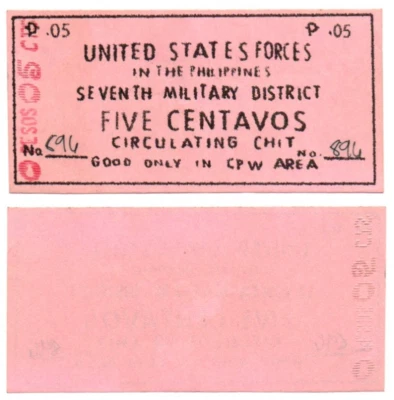 P .05 P .05
UNITED STATES FORCES
IN THE PHILIPPINES
SEVENTH MILITARY DISTRICT
FIVE CENTAVOS
CIRCULATING CHIT
No. 896 No. 896
GOOD ONLY IN CPW AREA